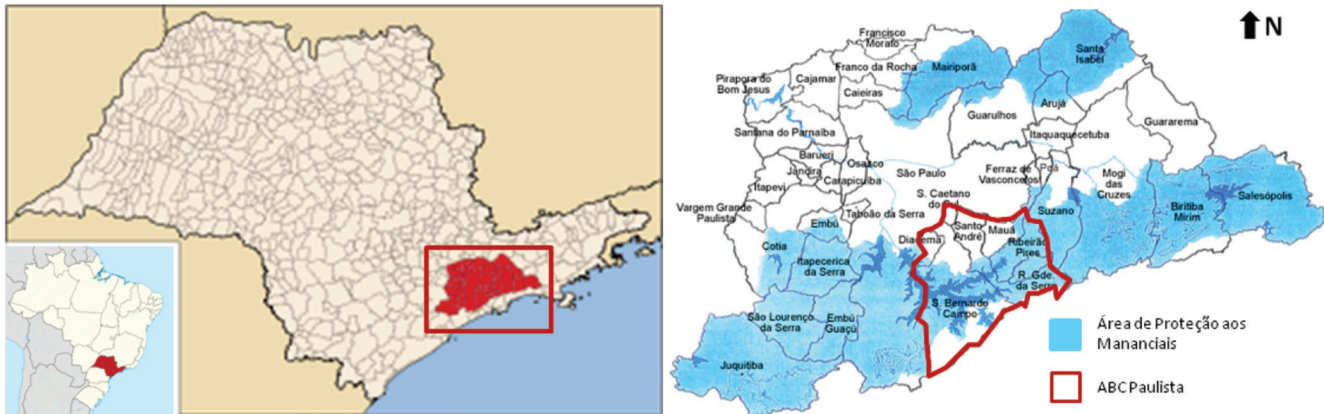 N
Francisco
Morato
Santa
Isabel
Mairiporã
Franco da Rocha
Cajamar
Pirapora do
Bom Jesus
Caieiras
Arujá
Guarulhos
Guararema
Santana do Parnaíba
Itaquaquecetuba
Barueri
Osasco
Jandira
São Paulo
Ferraz de
Vasconcelos
Poá
Mogi
das
Cruzes
Carapicuíba
Itapevi
Salesópolis
Biritiba
Mirim
S. Caetano
do Sul
Suzano
Vargem Grande
Paulista
Taboão da Serra
Embú
Santo
André
Mauá
Diadema
Ribeirão
Pires
Cotia
Itapecerica
da Serra
R. Gde.
da Serra
S. Bernardo
Campo
São Lourenço
da Serra
Embú
Guaçú
Juquitiba
Área de Proteção aos
Mananciais
ABC Paulista